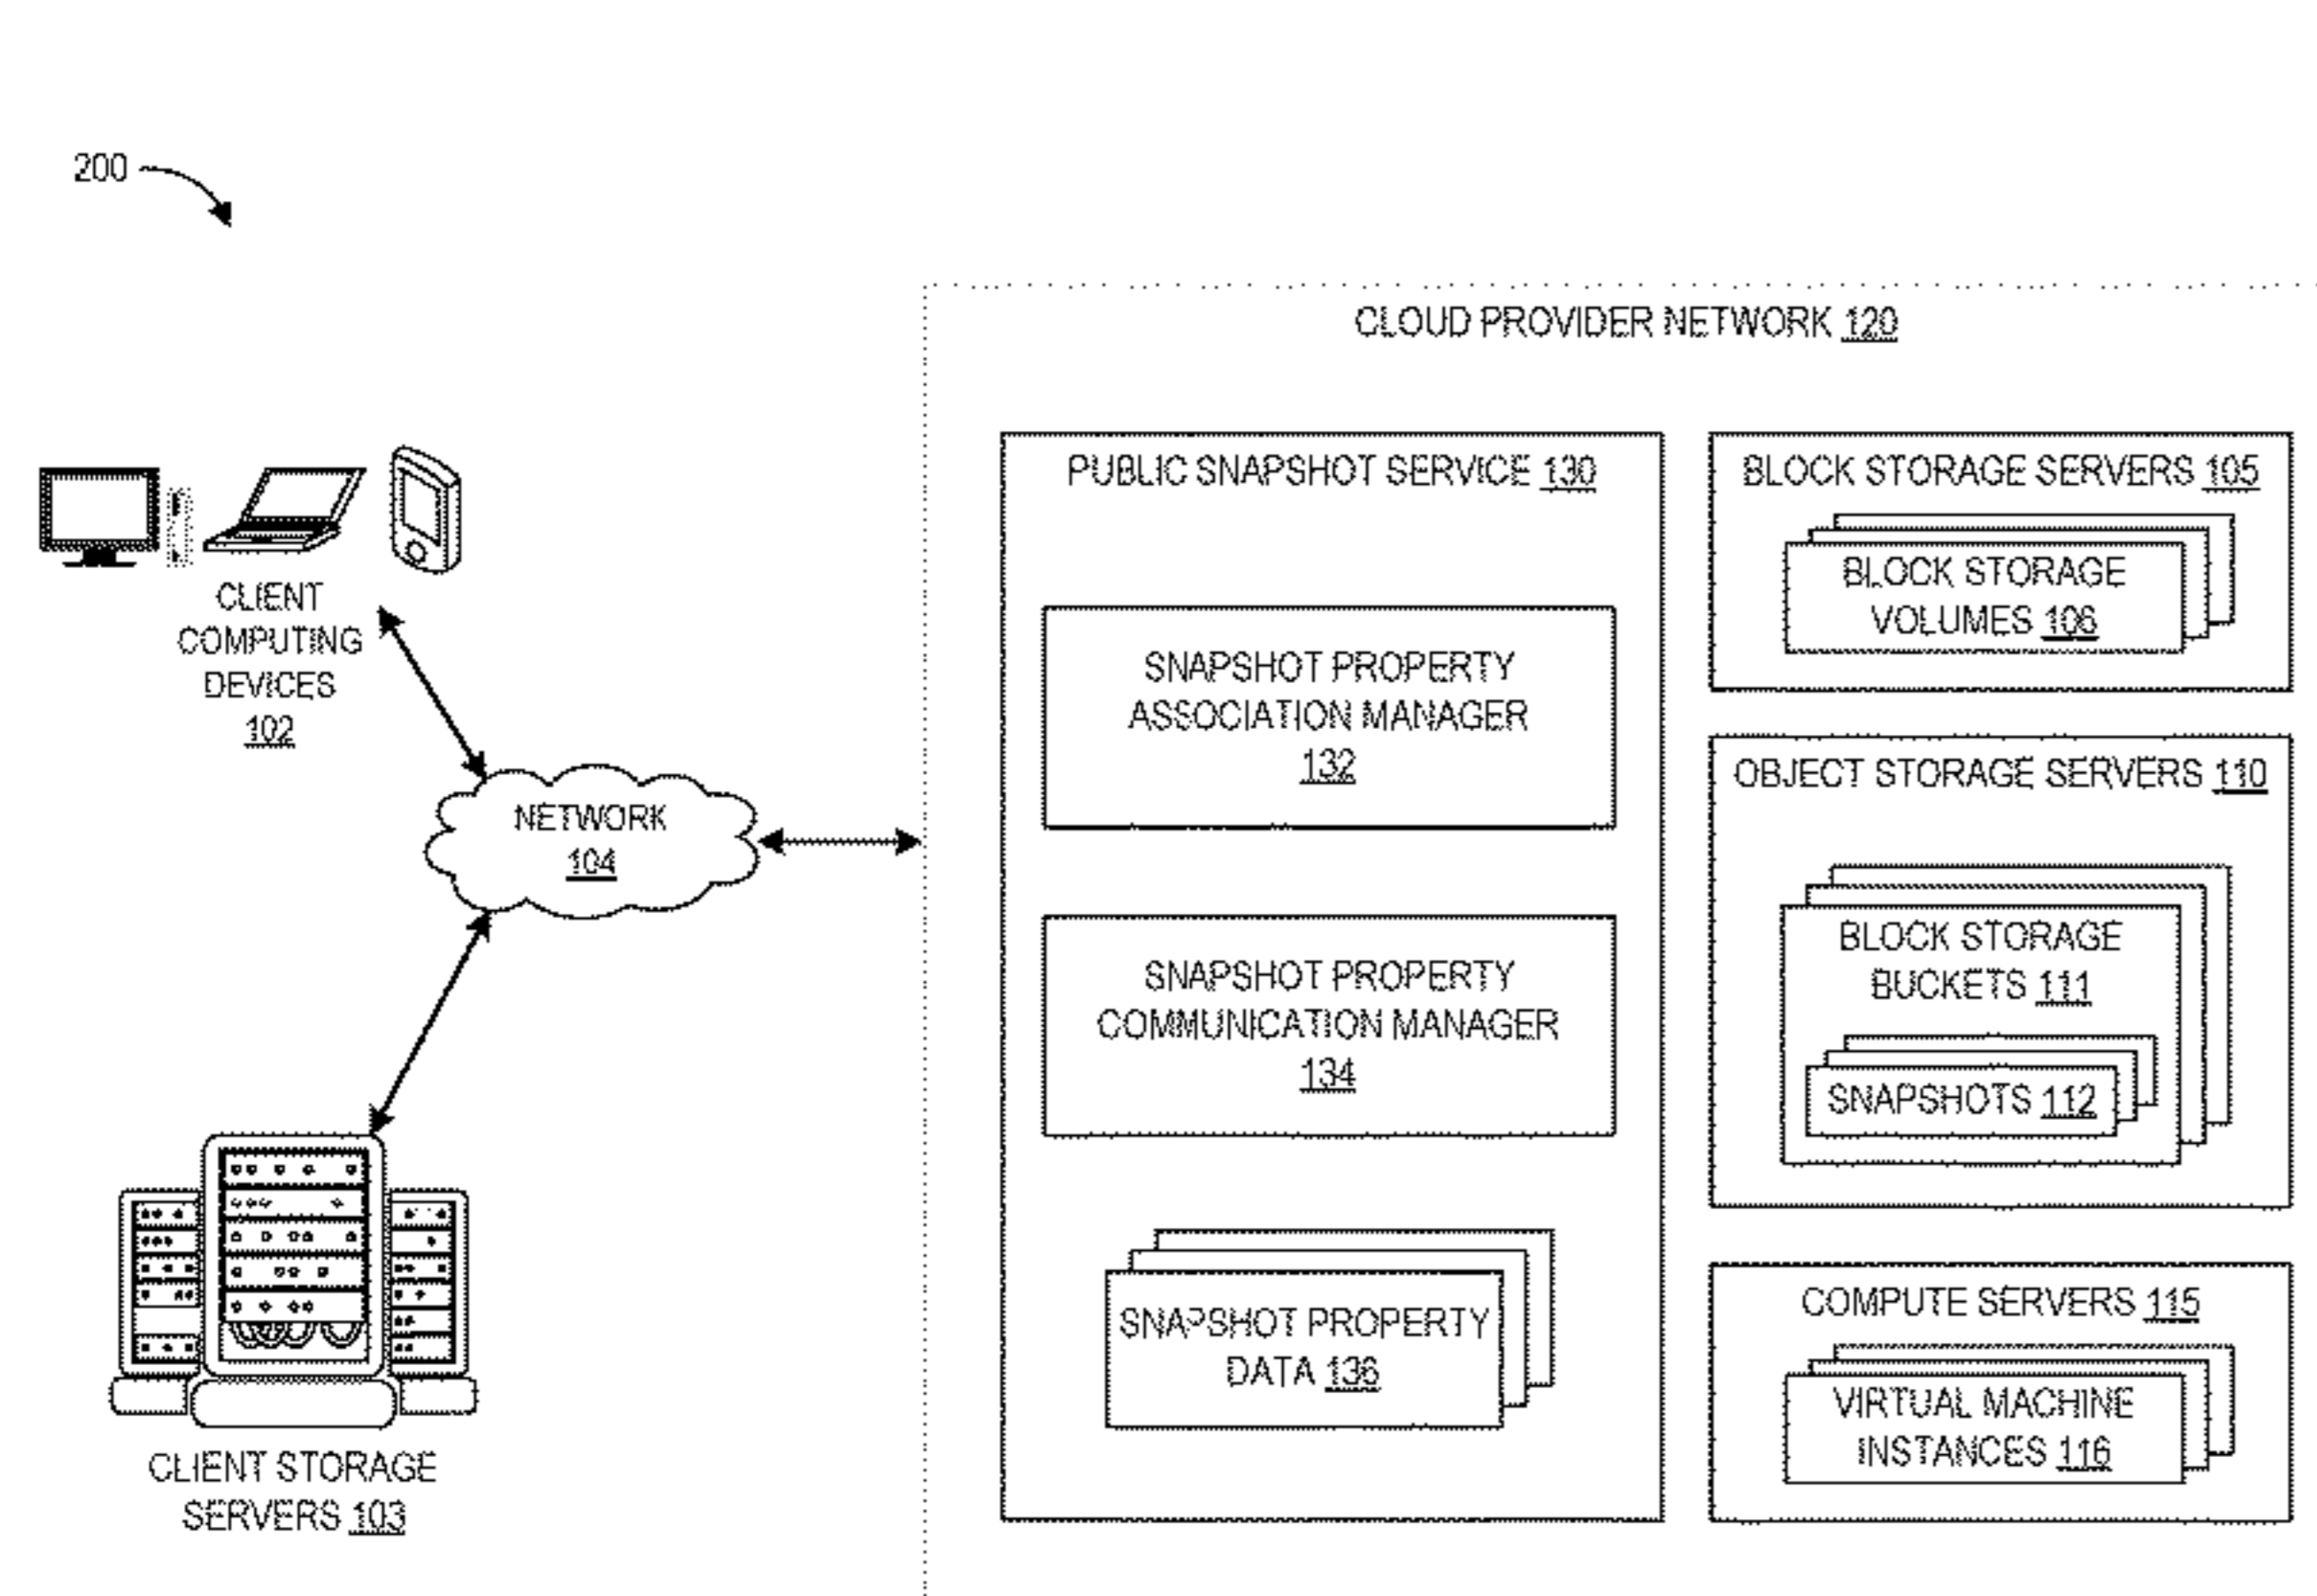 200
CLOUD PROVIDER NETWORK 120
CLIENT
COMPUTING
DEVICES
102
NETWORK
104
CLIENT STORAGE
SERVERS 103
PUBLIC SNAPSHOT SERVICE 130
SNAPSHOT PROPERTY
ASSOCIATION MANAGER
132
SNAPSHOT PROPERTY
COMMUNICATION MANAGER
134
SNAPSHOT PROPERTY
DATA 136
BLOCK STORAGE SERVERS 105
BLOCK STORAGE
VOLUMES 106
OBJECT STORAGE SERVERS 110
BLOCK STORAGE
BUCKETS 111
SNAPSHOTS 112
COMPUTE SERVERS 115
VIRTUAL MACHINE
INSTANCES 116